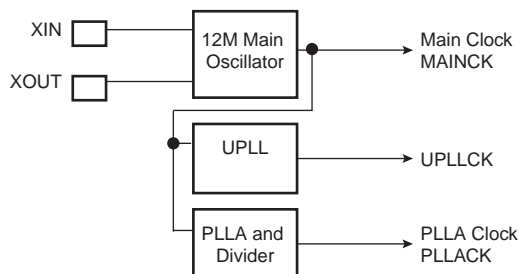 XIN
XOUT
12M Main
Oscillator
Main Clock
MAINCK
UPLL
UPLLCK
PLLA and
Divider
PLLA Clock
PLLACK